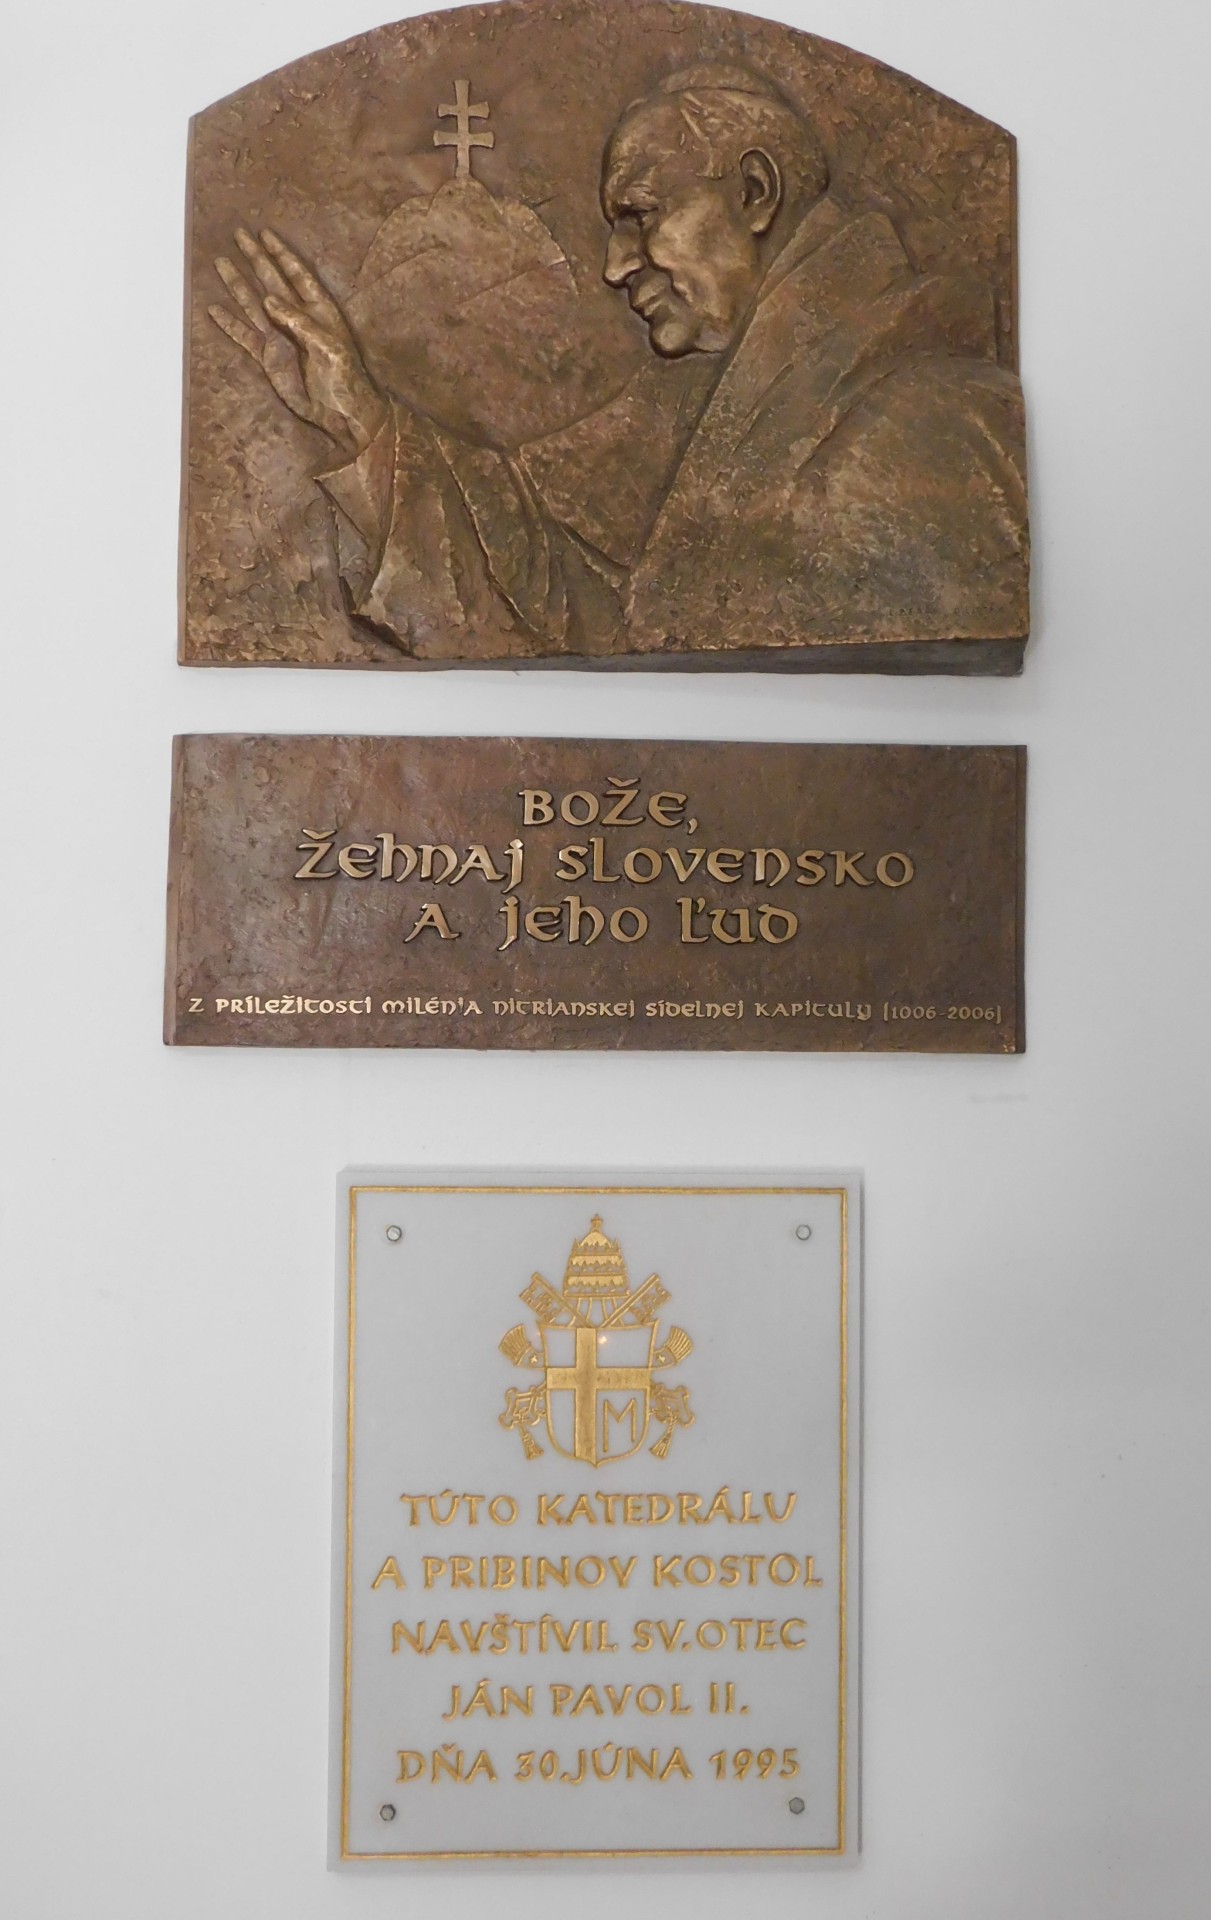 BOŽE,
ŽEHNAJ SLOVENSKO
A JEHO ĽUD
Z PRÍLEŽITOSTI MILÉNIA NITRIANSKEJ SÍDELNEJ KAPITULY [1006-2006]
M
TÚTO KATEDRÁLU
A PRIBINOV KOSTOL
NAVŠTÍVIL SV. OTEC
JÁN PAVOL II.
DŇA 30. JÚNA 1995